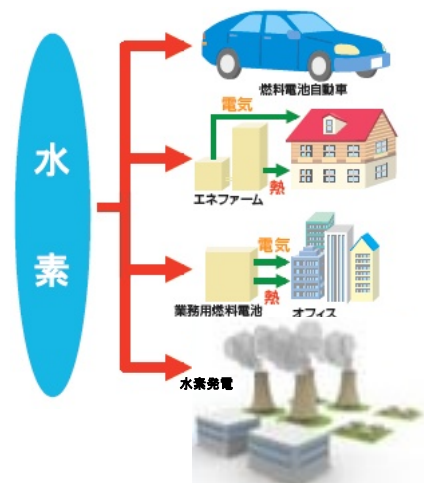 水素
燃料電池自動車
電気
熱
エネファーム
電気
熱
業務用燃料電池
オフィス
水素発電